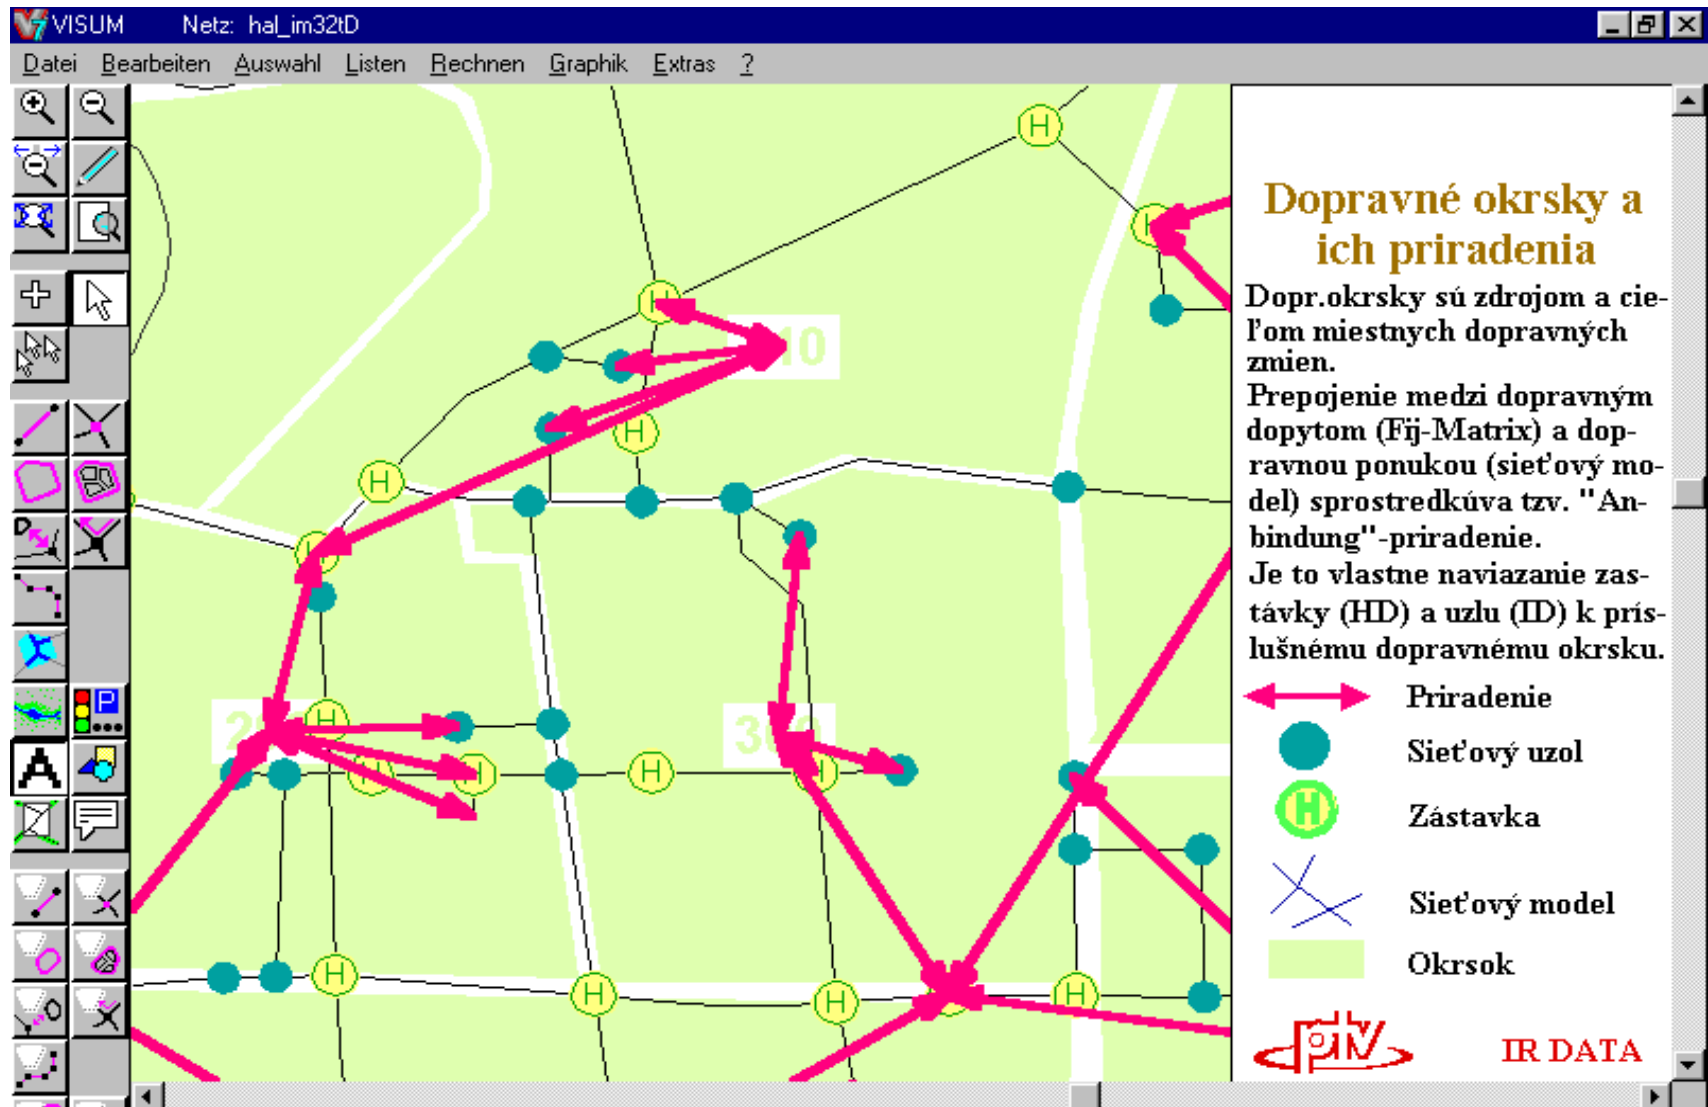 VISUM Netz: hal_im32tD
Datei Bearbeiten Auswahl Listen Rechnen Graphik Extras ?
Dopravné okrsky a
ich priradenia
Dopr.okrsky sú zdrojom a cie-
ľom miestnych dopravných
zmien.
Prepojenie medzi dopravným
dopytom (Fij-Matrix) a dop-
ravnou ponukou (sieťový mo-
del) sprostredkúva tzv. "An-
bindung"-priradenie.
Je to vlastne naviazanie zas-
távky (HD) a uzlu (ID) k prís-
lušnému dopravnému okrsku.
Priradenie
Sieťový uzol
H
Zástavka
Sieťový model
Okrsok
ptv
IR DATA
H
H
H
H
H
H
H
H
H
H
H
H
H
H
P
A